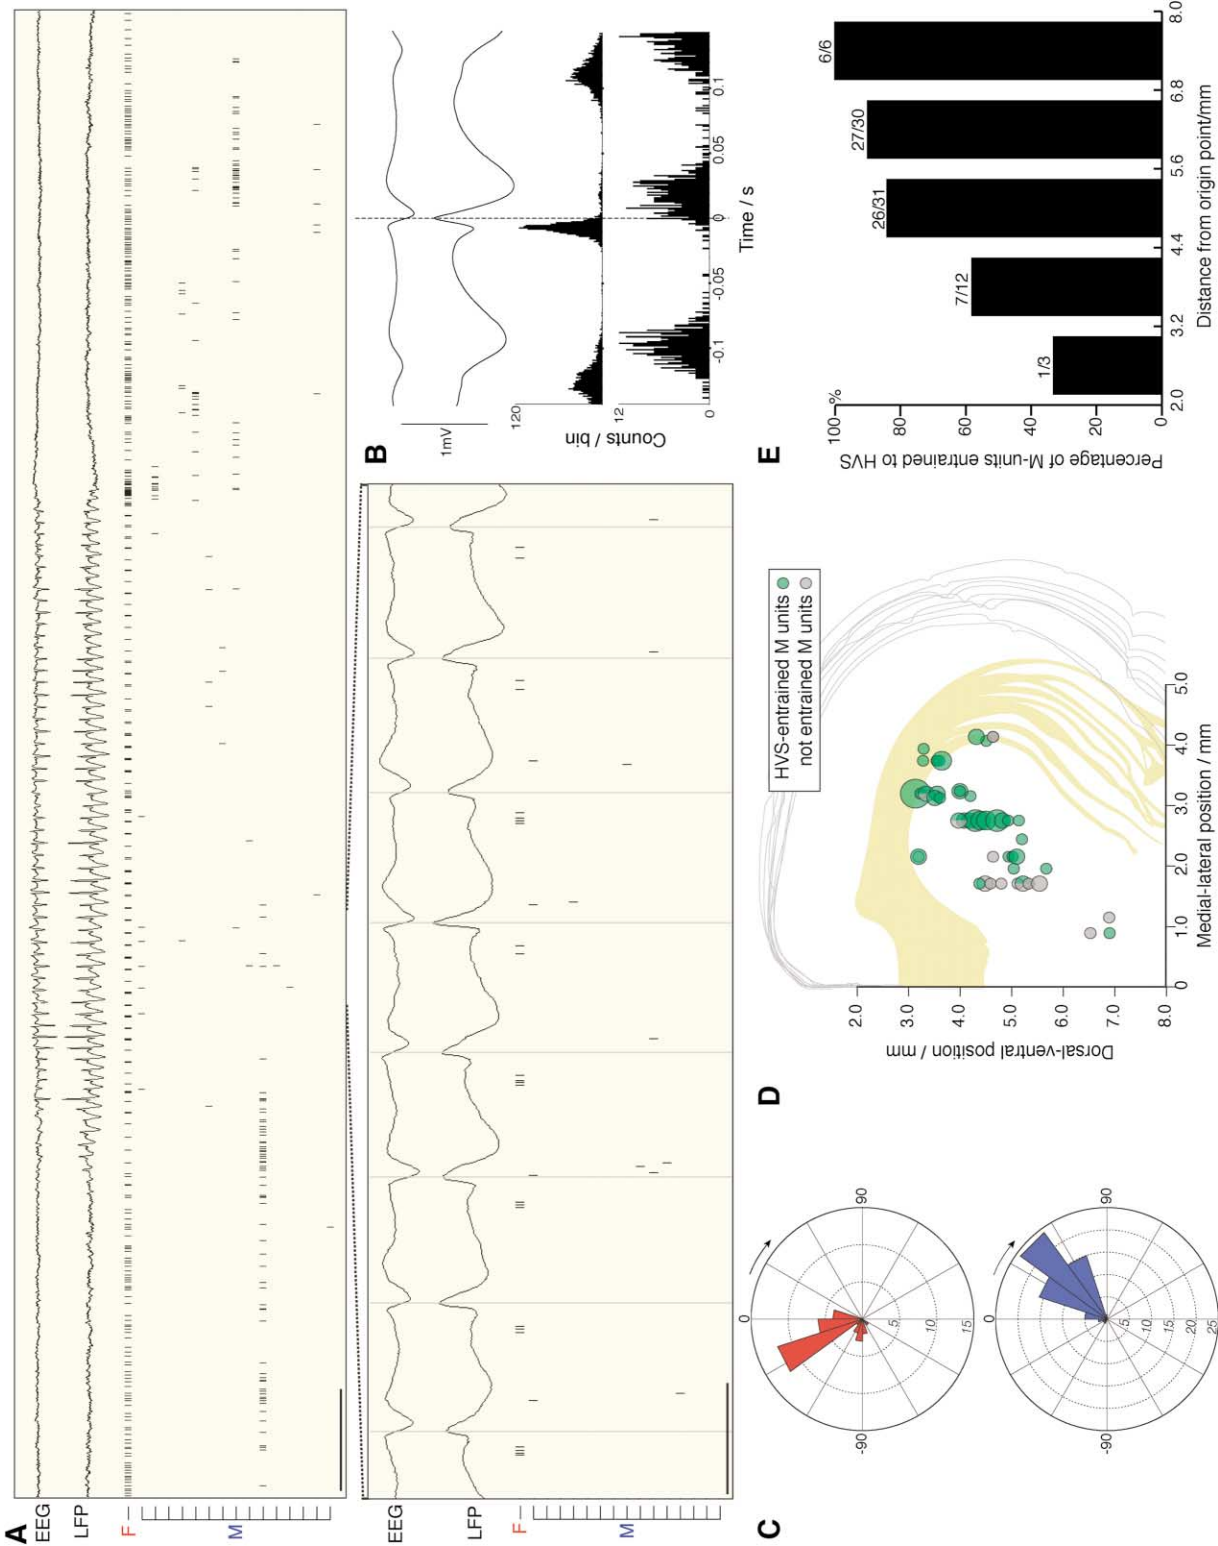 A
EEG
LFP
F
M
EEG
LFP
F
M
B
1mV
120
12
0
Counts / bin
-0.1
-0.05
0
0.05
0.1
Time / s
C
0
90
-90
5
10
15
0
90
-90
5
10
15
20
25
D
HVS-entrained M units
not entrained M units
2.0
3.0
4.0
5.0
6.0
7.0
8.0
Dorsal-ventral position / mm
0
1.0
2.0
3.0
4.0
5.0
Medial-lateral position / mm
E
%
100
80
60
40
20
0
Percentage of M-units entrained to HVS
1/3
7/12
26/31
27/30
6/6
2.0
3.2
4.4
5.6
6.8
8.0
Distance from origin point/mm